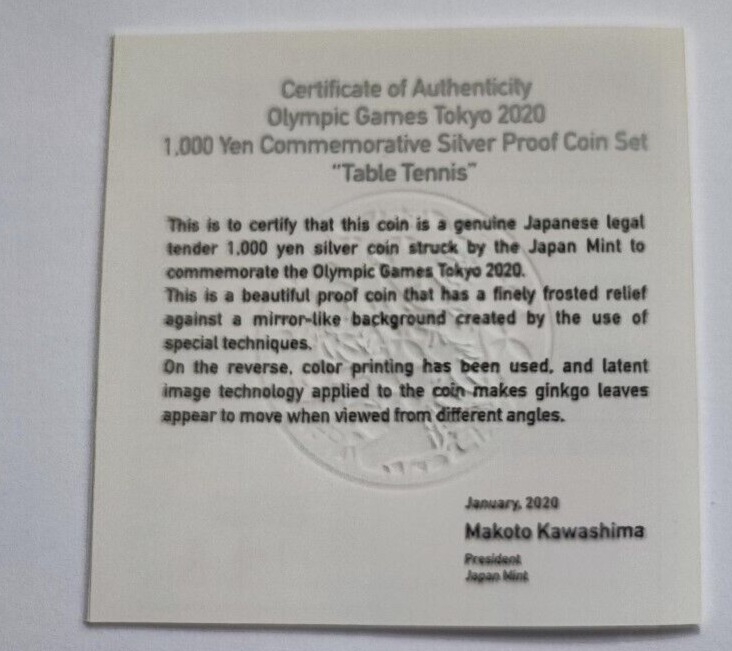 Certificate of Authenticity
Olympic Games Tokyo 2020
1,000 Yen Commemorative Silver Proof Coin Set
"Table Tennis"
This is to certify that this coin is a genuine Japanese legal
tender 1,000 yen silver coin struck by the Japan Mint to
commemorate the Olympic Games Tokyo 2020.
This is a beautiful proof coin that has a finely frosted relief
against a mirror-like background created by the use of
special techniques.
On the reverse, color printing has been used, and latent
image technology applied to the coin makes ginkgo leaves
appear to move when viewed from different angles.
January, 2020
Makoto Kawashima
President
Japan Mint